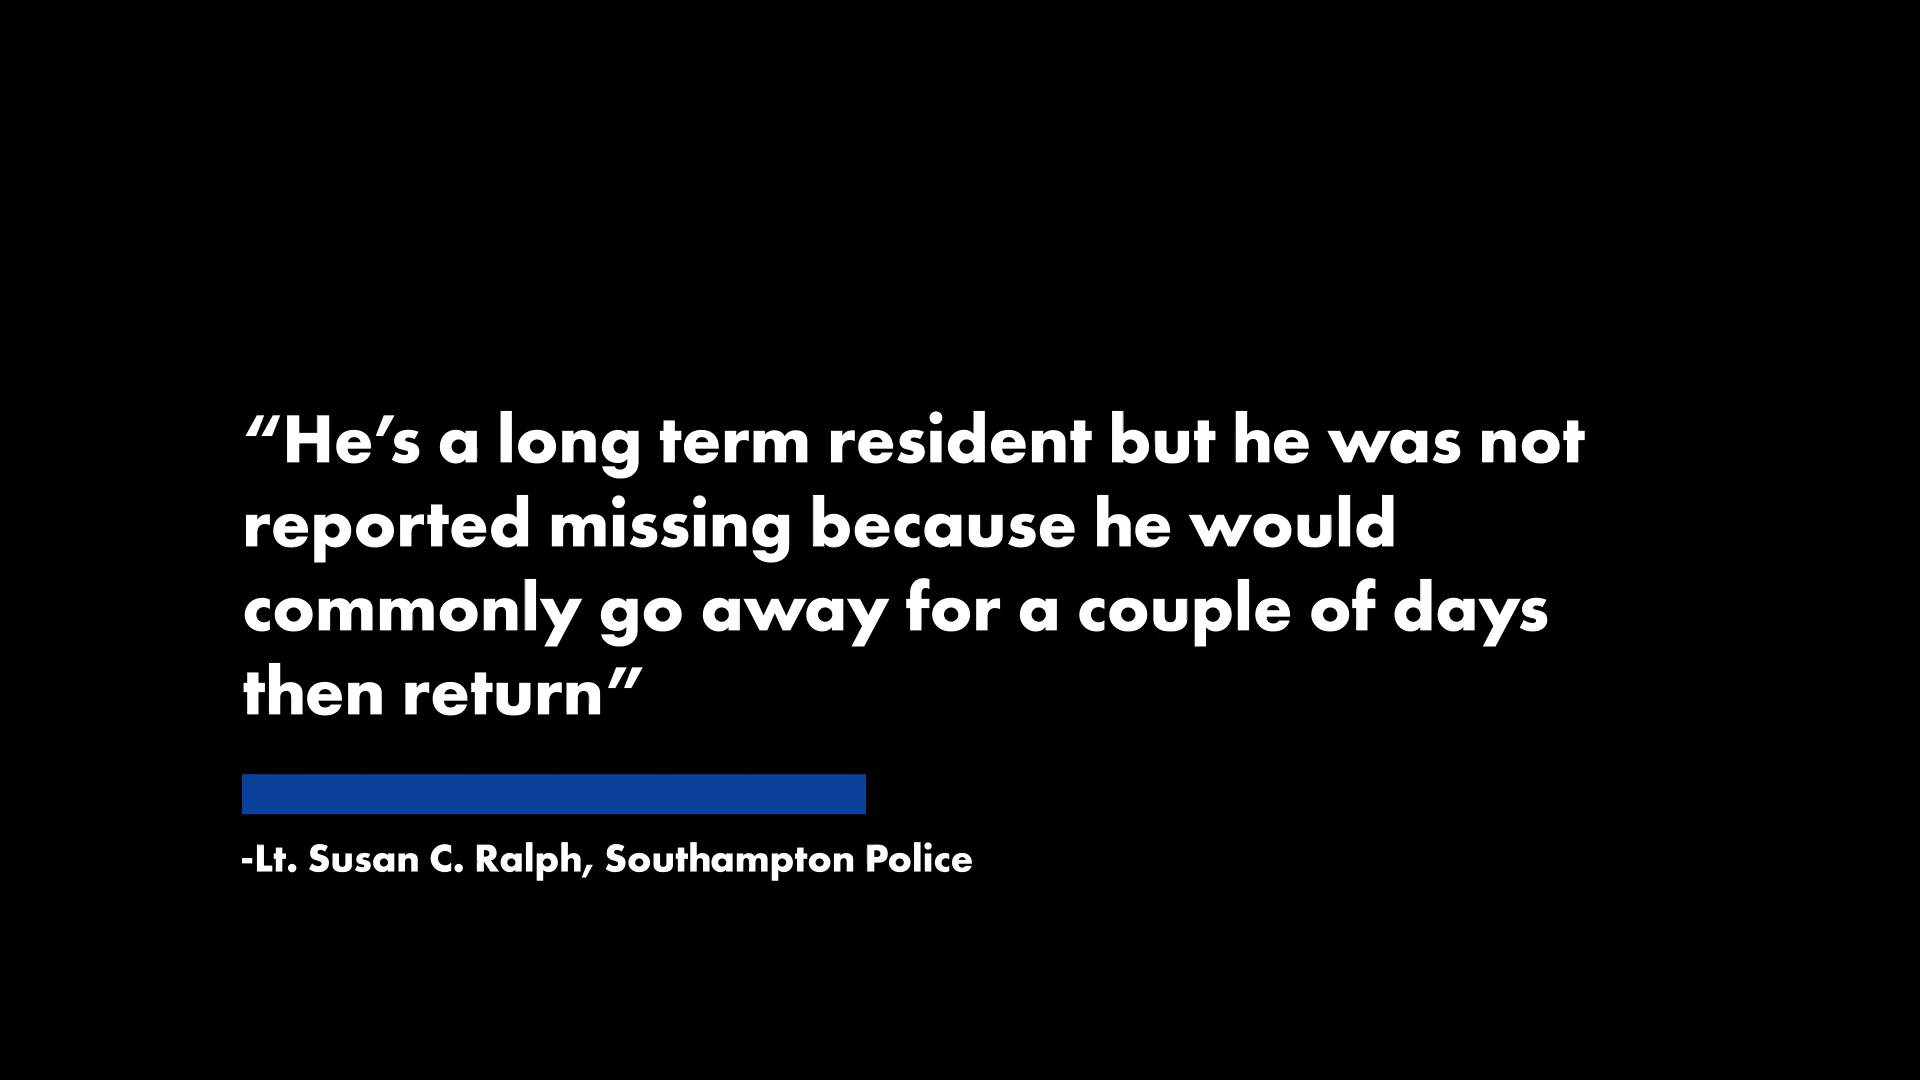 “He’s a long term resident but he was not
reported missing because he would
commonly go away for a couple of days
then return”
-Lt. Susan C. Ralph, Southampton Police